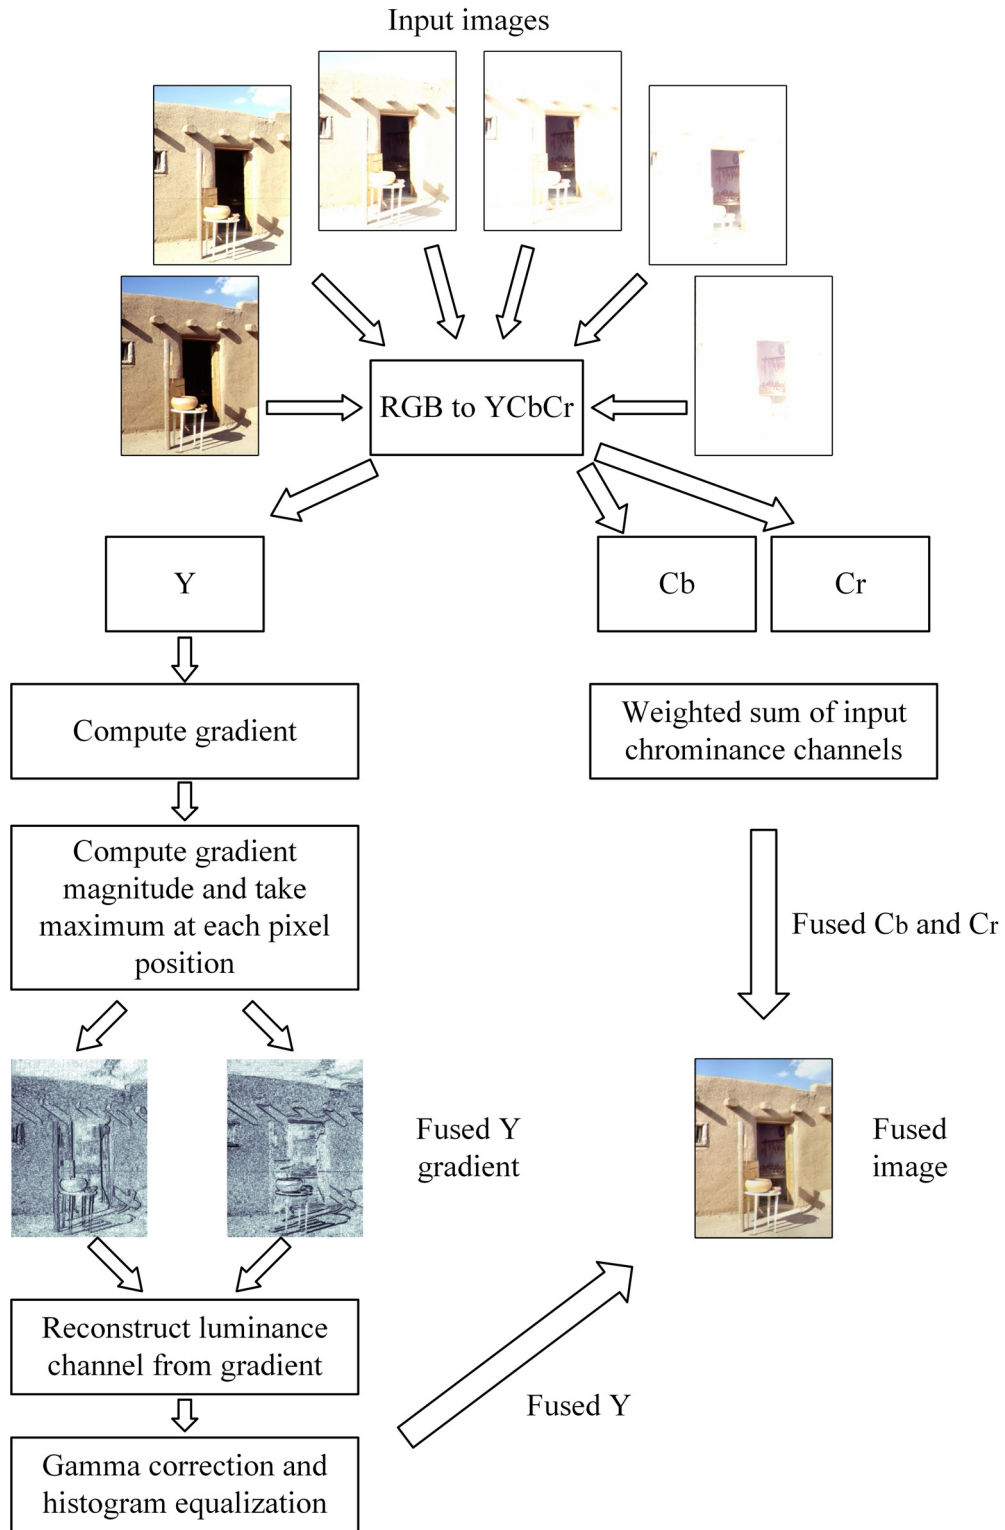 Input images
RGB to YCbCr
Y
Cb
Cr
Compute gradient
Weighted sum of input
chrominance channels
Compute gradient
magnitude and take
maximum at each pixel
position
Fused Cb and Cr
Fused Y
gradient
Fused
image
Reconstruct luminance
channel from gradient
Fused Y
Gamma correction and
histogram equalization